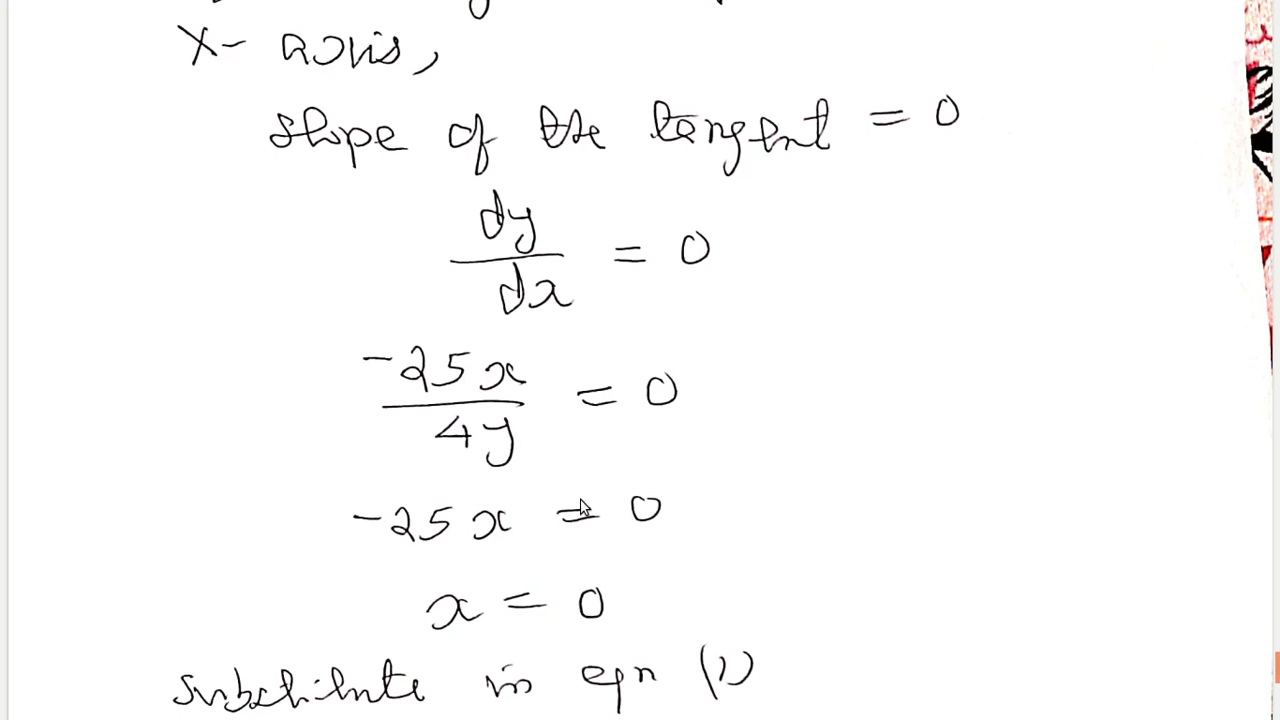 X- axis,
slope of the tangent = 0
dy/dx = 0
-25x/4y = 0
-25x = 0
x = 0
substitute in eqn (1)